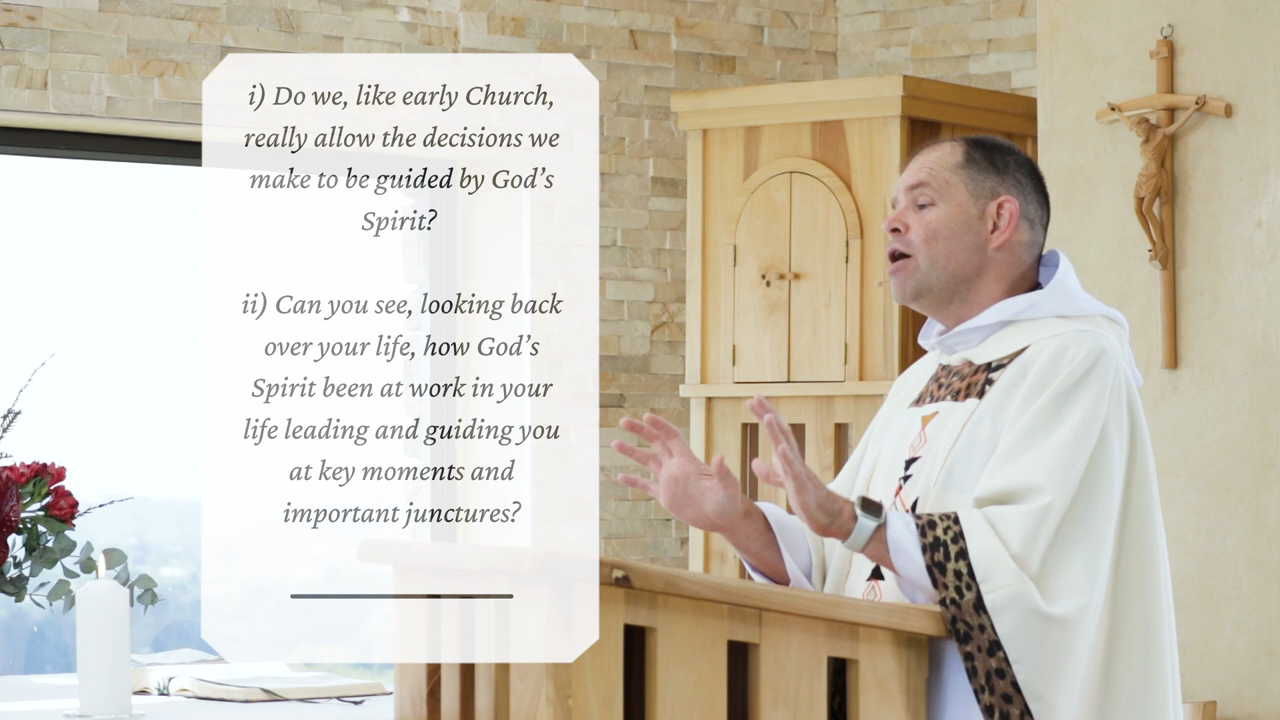 i) Do we, like early Church,
really allow the decisions we
make to be guided by God’s
Spirit?
ii) Can you see, looking back
over your life, how God’s
Spirit been at work in your
life leading and guiding you
at key moments and
important junctures?